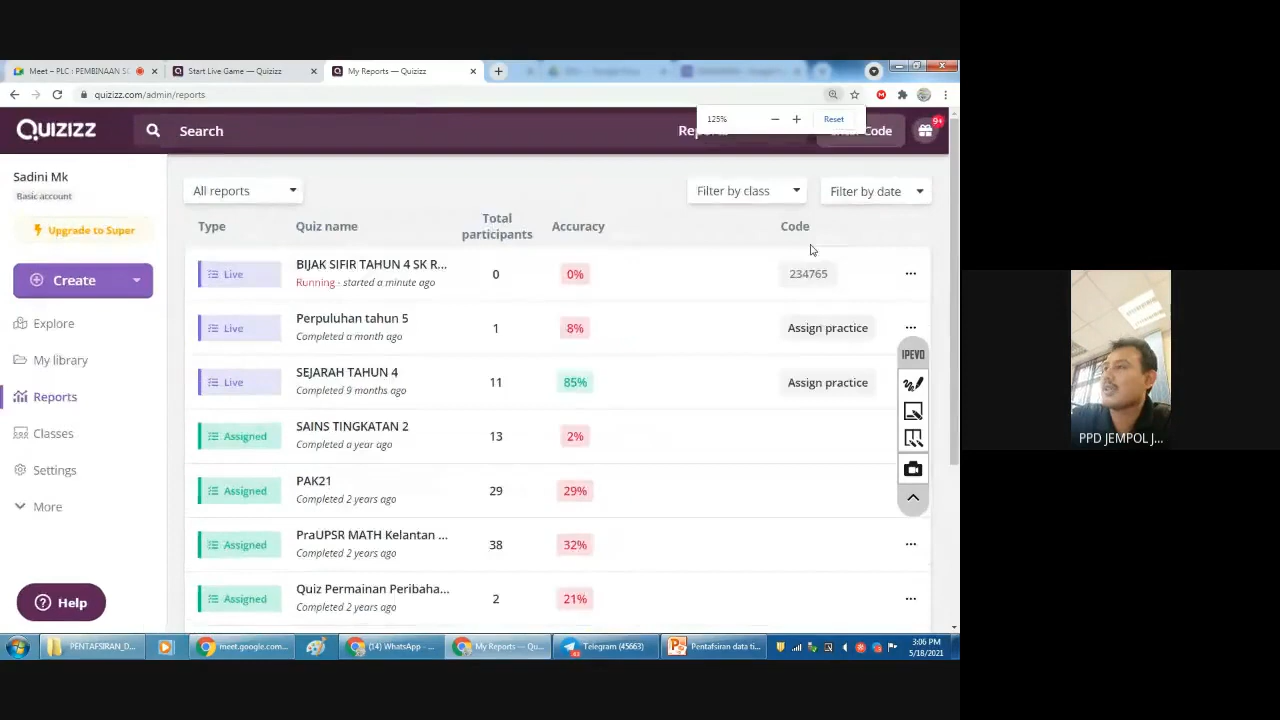 Meet – PLC : PEMBINAAN SO
Start Live Game — Quizizz
My Reports — Quizizz
quizizz.com/admin/reports
125%
Reset
QUIZIZZ
Search
Code
9+
Sadini Mk
Basic account
Upgrade to Super
Create
Explore
My library
Reports
Classes
Settings
More
Help
All reports
Filter by class
Filter by date
Type
Quiz name
Total
participants
Accuracy
Code
Live
BIJAK SIFIR TAHUN 4 SK R...
Running - started a minute ago
0
0%
234765
Live
Perpuluhan tahun 5
Completed a month ago
1
8%
Assign practice
Live
SEJARAH TAHUN 4
Completed 9 months ago
11
85%
Assign practice
Assigned
SAINS TINGKATAN 2
Completed a year ago
13
2%
Assigned
PAK21
Completed 2 years ago
29
29%
Assigned
PraUPSR MATH Kelantan ...
Completed 2 years ago
38
32%
Assigned
Quiz Permainan Peribaha...
Completed 2 years ago
2
21%
IPEVO
PPD JEMPOL J...
PENTAFSIRAN_D...
meet.google.com...
(14) WhatsApp - ...
My Reports — Qu...
Telegram (45663)
Pentafsiran data ti...
3:06 PM
5/18/2021